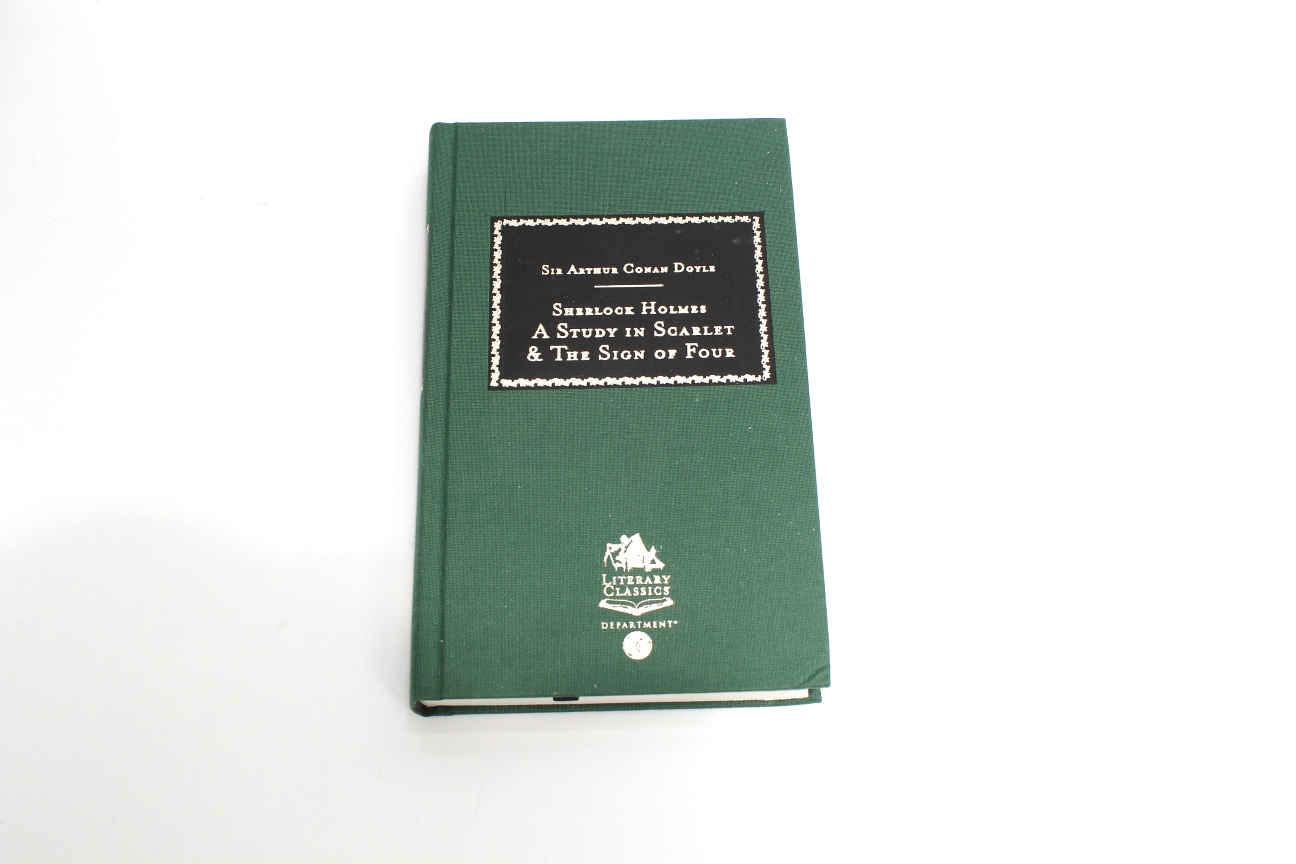 Sir Arthur Conan Doyle
Sherlock Holmes
A Study in Scarlet
& The Sign of Four
Literary
Classics
DEPARTMENT